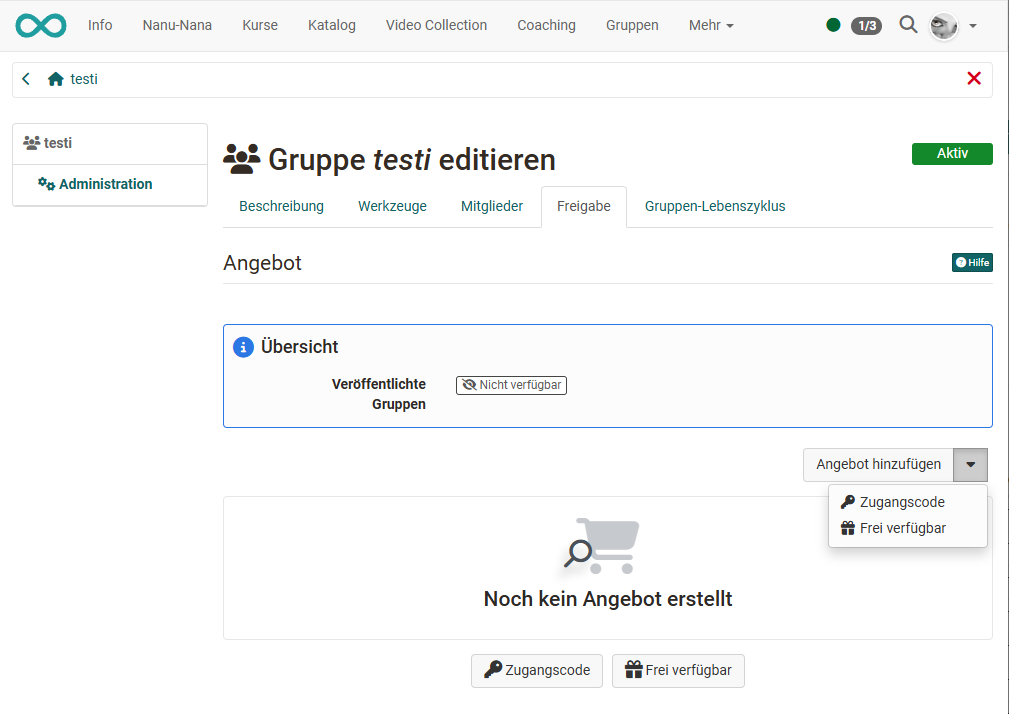 Info Nanu-Nana Kurse Katalog Video Collection Coaching Gruppen Mehr 1/3
testi
testi
Administration
Gruppe testi editieren
Aktiv
Beschreibung Werkzeuge Mitglieder Freigabe Gruppen-Lebenszyklus
Angebot
Hilfe
Übersicht
Veröffentlichte
Gruppen
Nicht verfügbar
Angebot hinzufügen
Zugangscode
Frei verfügbar
Noch kein Angebot erstellt
Zugangscode Frei verfügbar